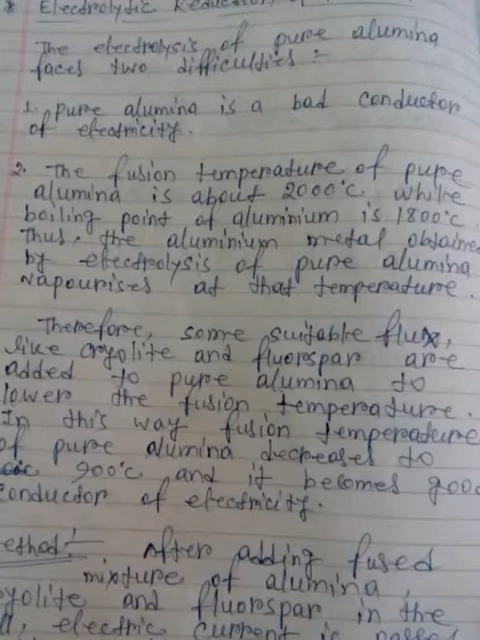 * Electrolytic Reduction
The electrolysis of pure alumina
faces two difficulties :-
1. pure alumina is a bad conductor
of electricity.
2. The fusion temperature of pure
alumina is about 2000°C while
boiling point of aluminium is 1800°C.
Thus, the aluminium metal obtaine
by electrolysis of pure alumina
vapourises at that temperature.
Therefore, some suitable flux,
like cryolite and fluorspar are
added to pure alumina to
lower the fusion temperature.
In this way fusion temperature
of pure alumina decreases to
900°C and it becomes good
conductor of electricity.
ethod :- After adding fused
mixture of alumina,
yolite and fluorspar in the
electric current is passed